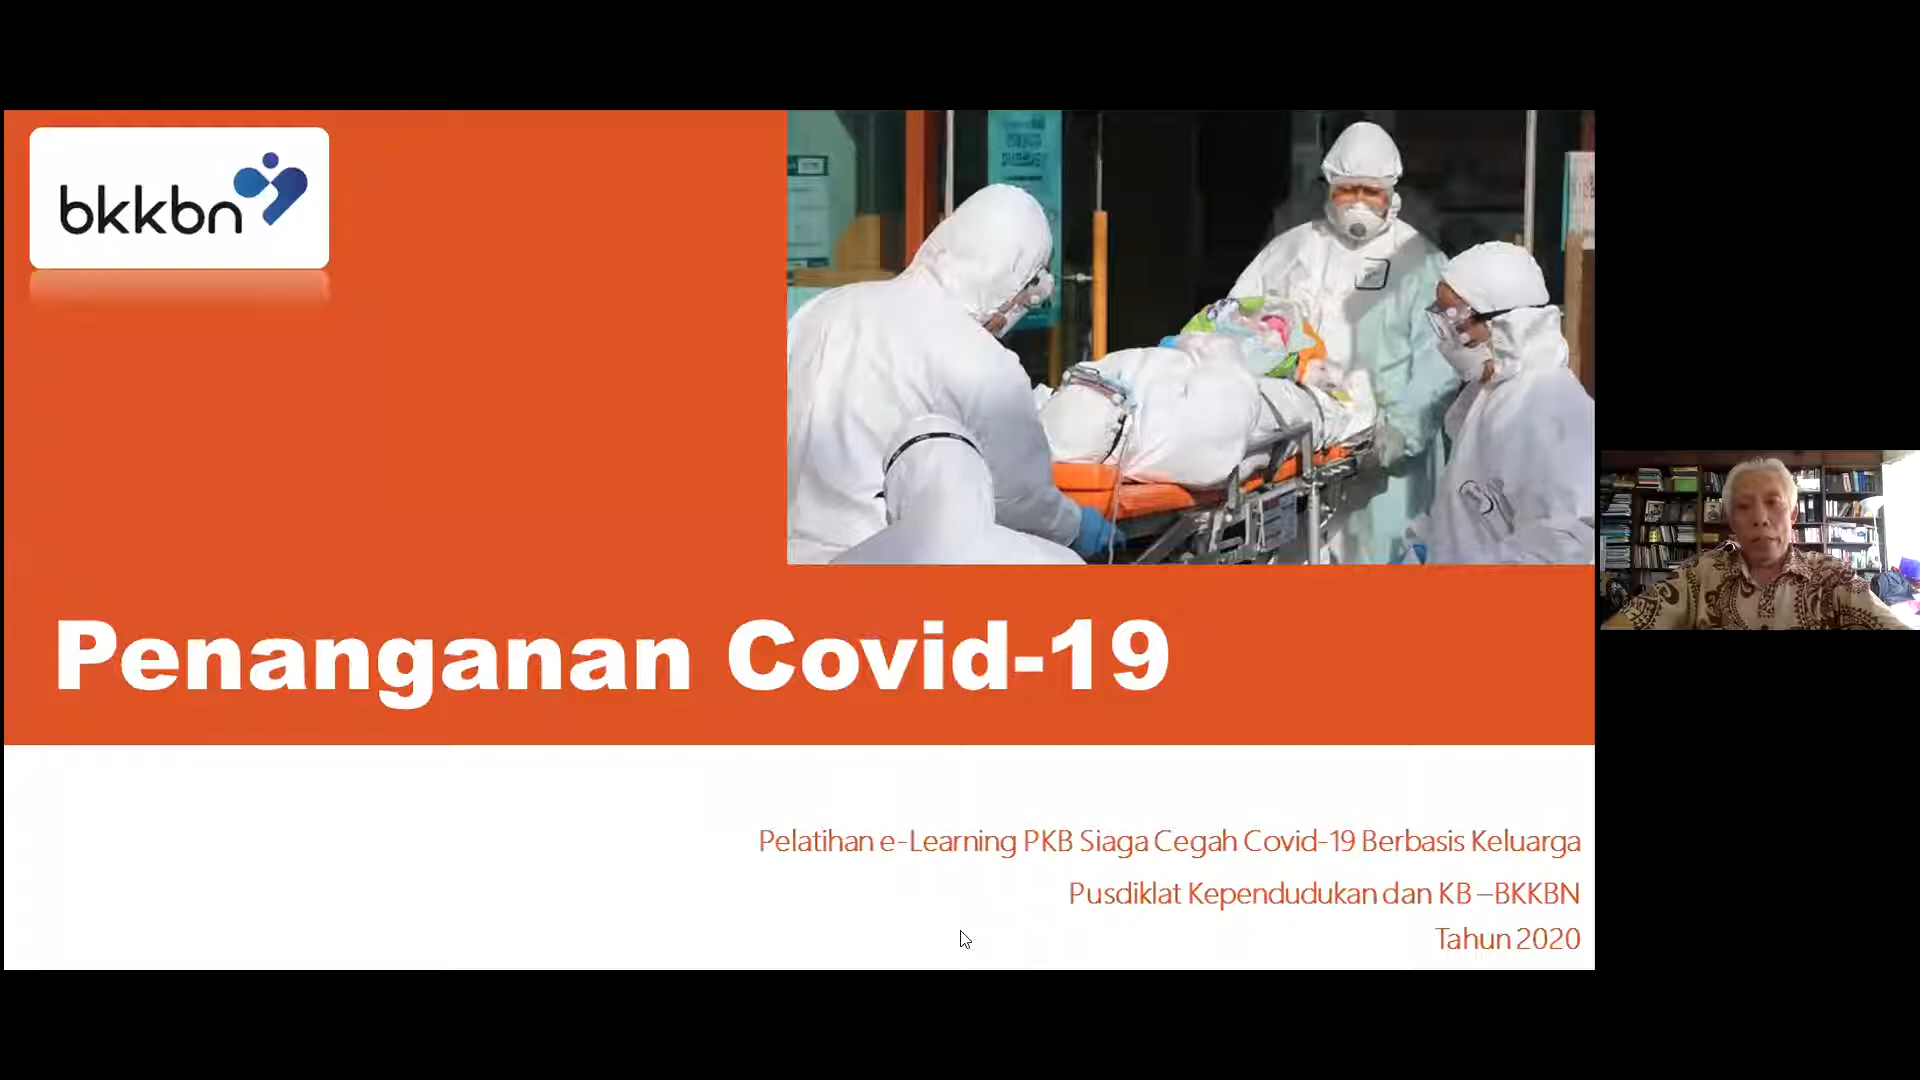 bkkbn
Penanganan Covid-19
Pelatihan e-Learning PKB Siaga Cegah Covid-19 Berbasis Keluarga
Pusdiklat Kependudukan dan KB –BKKBN
Tahun 2020